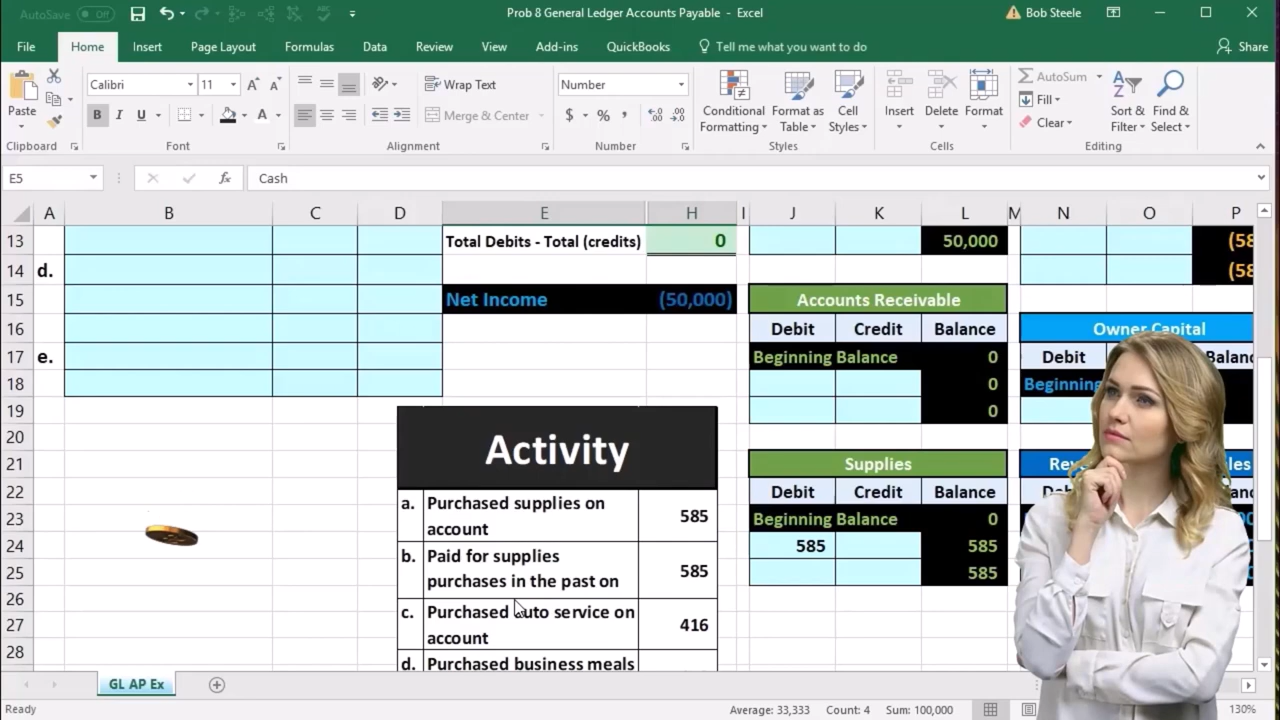 AutoSave Off
Prob 8 General Ledger Accounts Payable - Excel
Bob Steele
File Home Insert Page Layout Formulas Data Review View Add-ins QuickBooks Tell me what you want to do Share
Paste
Calibri 11
Wrap Text
Merge & Center
Number
$ % ,
Conditional Formatting
Format as Table
Cell Styles
Insert Delete Format
AutoSum
Fill
Clear
Sort & Filter
Find & Select
Clipboard Font Alignment Number Styles Cells Editing
E5 fx Cash
A B C D E H I J K L M N O P
13 Total Debits - Total (credits) 0 50,000 (58
14 d. (58
15 Net Income (50,000) Accounts Receivable
16 Debit Credit Balance Owner Capital
17 e. Beginning Balance 0 Debit
18 0 Beginning
19 0
20 Activity
21 Supplies
22 a. Purchased supplies on account 585 Debit Credit Balance
23 Beginning Balance 0
24 b. Paid for supplies purchases in the past on 585 585 585
25 585
26 c. Purchased auto service on account 416
27
28 d. Purchased business meals
GL AP Ex
Ready Average: 33,333 Count: 4 Sum: 100,000 130%